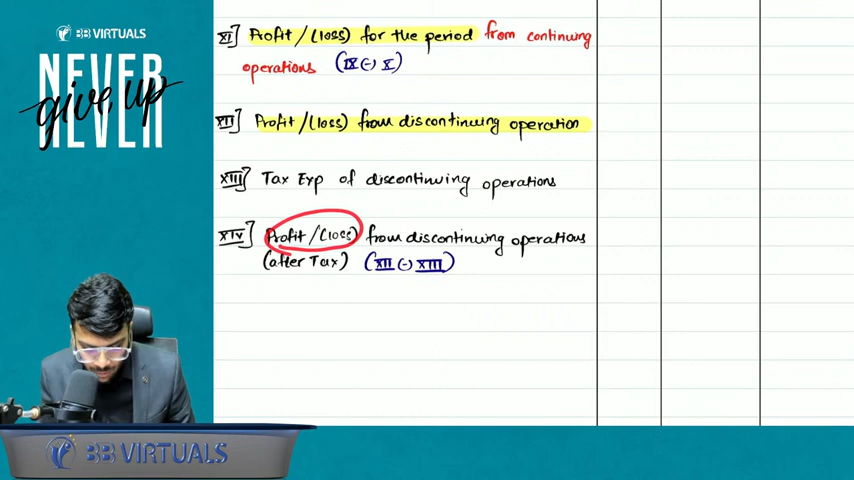 BB VIRTUALS
NEVER
give up
NEVER
XI] Profit/(loss) for the period from continuing
operations (IX (-) X)
XII] Profit/(loss) from discontinuing operation
XIII] Tax Exp of discontinuing operations
XIV] Profit/(loss) from discontinuing operations
(after Tax) (XII (-) XIII)
BB VIRTUALS